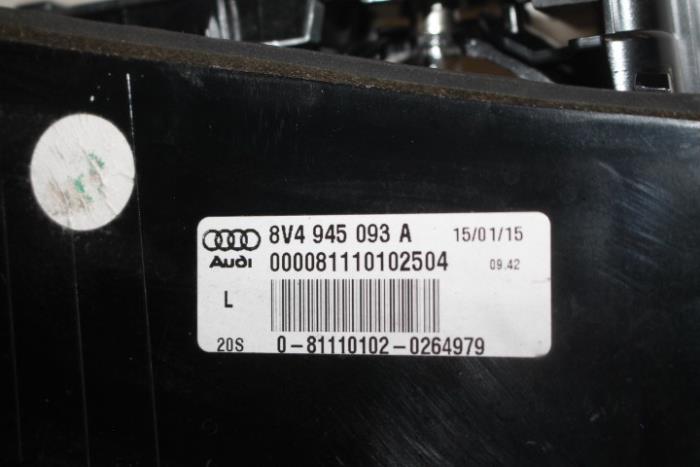 8V4 945 093 A 15/01/15
Audi 000081110102504 09.42
L
20S 0-81110102-0264979